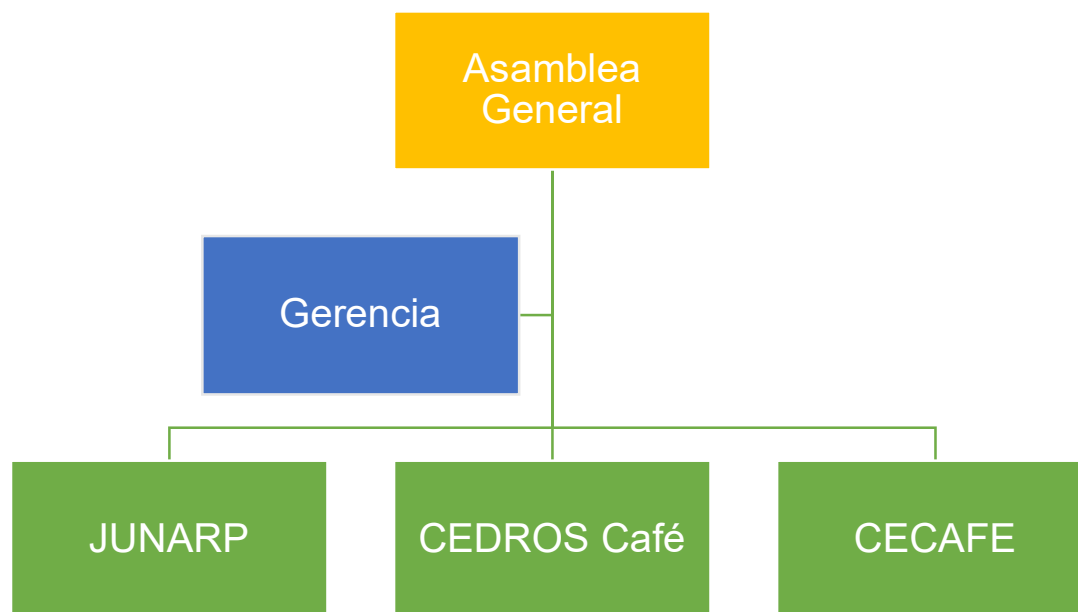 Asamblea
General
Gerencia
JUNARP
CEDROS Café
CECAFE